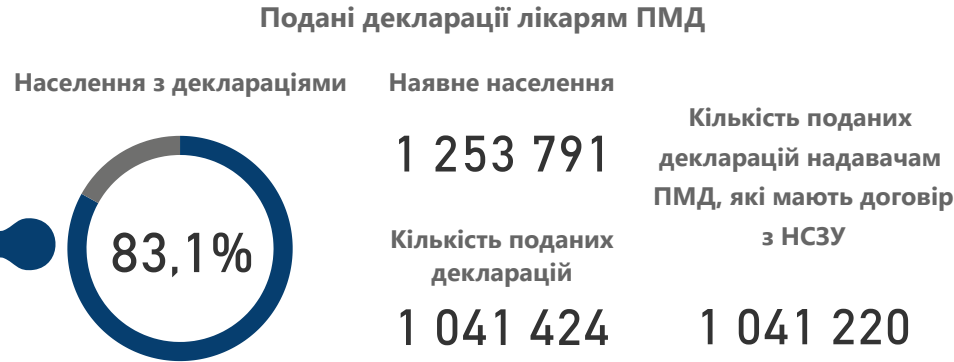 Подані декларації лікарям ПМД
Населення з деклараціями
83,1%
Наявне населення
1 253 791
Кількість поданих
декларацій
1 041 424
Кількість поданих
декларацій надавачам
ПМД, які мають договір
з НСЗУ
1 041 220